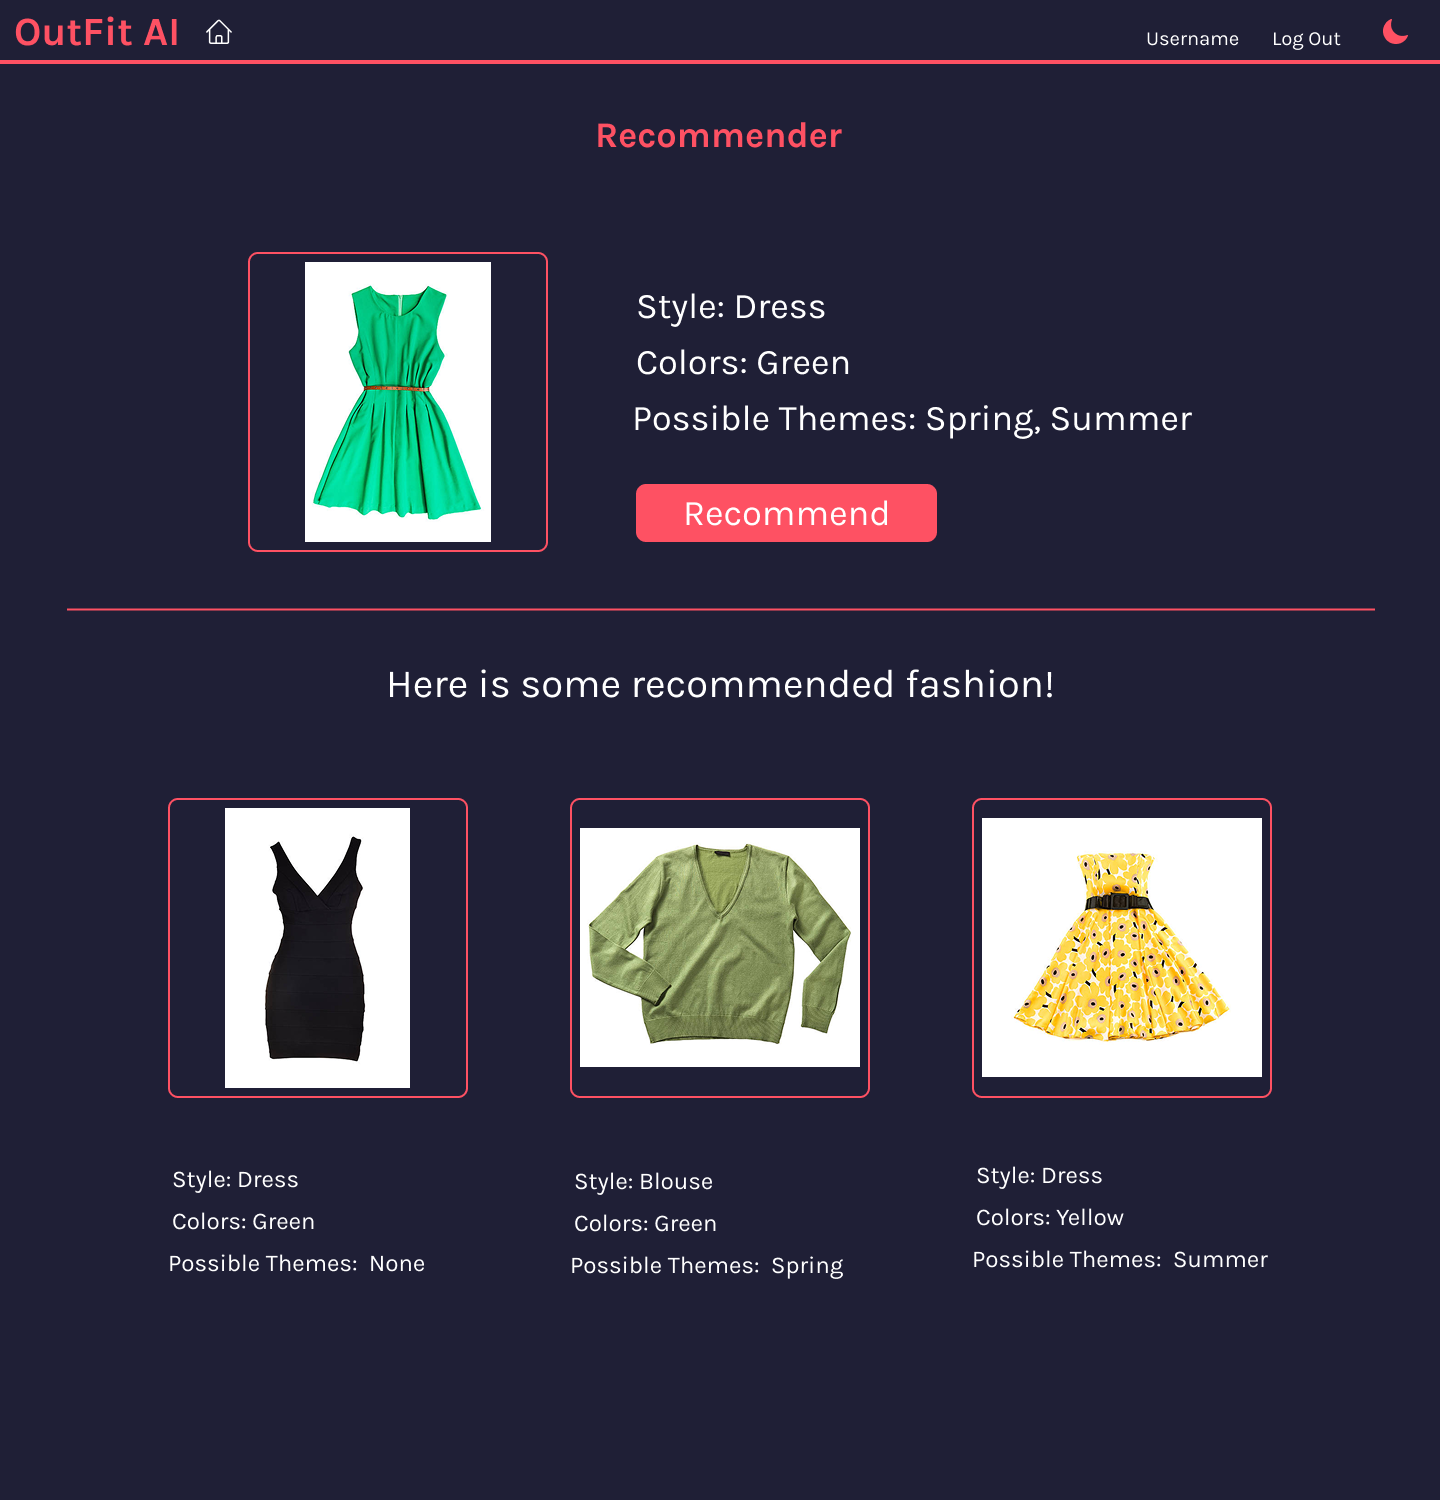 OutFit AI
Username Log Out
Recommender
Style: Dress
Colors: Green
Possible Themes: Spring, Summer
Recommend
Here is some recommended fashion!
Style: Dress
Colors: Green
Possible Themes: None
Style: Blouse
Colors: Green
Possible Themes: Spring
Style: Dress
Colors: Yellow
Possible Themes: Summer